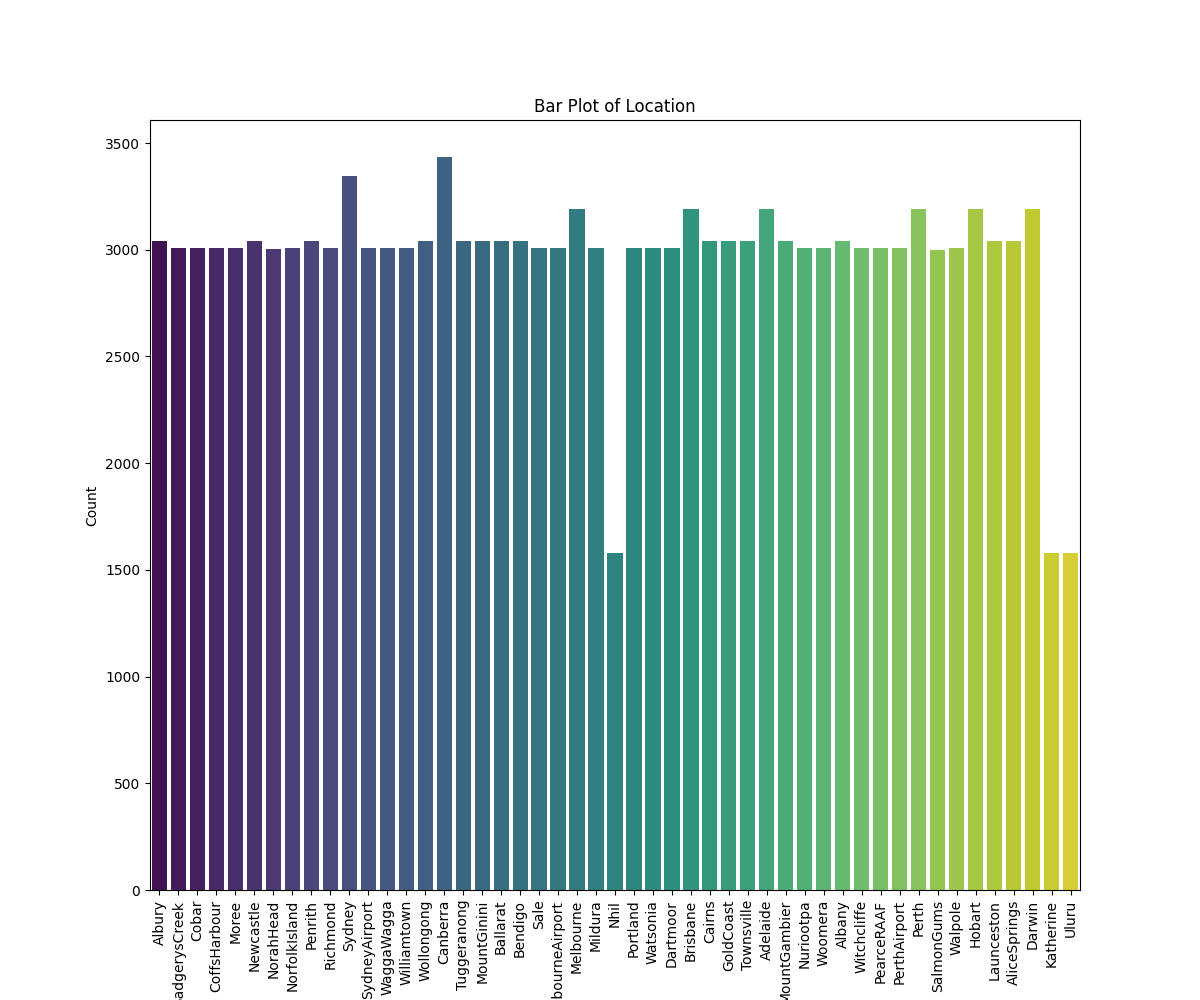 Bar Plot of Location
3500
3000
2500
2000
1500
1000
500
0
Count
Albury
adgerysCreek
Cobar
CoffsHarbour
Moree
Newcastle
NorahHead
NorfolkIsland
Penrith
Richmond
Sydney
SydneyAirport
WaggaWagga
Williamtown
Wollongong
Canberra
Tuggeranong
MountGinini
Ballarat
Bendigo
Sale
bourneAirport
Melbourne
Mildura
Nhil
Portland
Watsonia
Dartmoor
Brisbane
Cairns
GoldCoast
Townsville
Adelaide
MountGambier
Nuriootpa
Woomera
Albany
Witchcliffe
PearceRAAF
PerthAirport
Perth
SalmonGums
Walpole
Hobart
Launceston
AliceSprings
Darwin
Katherine
Uluru